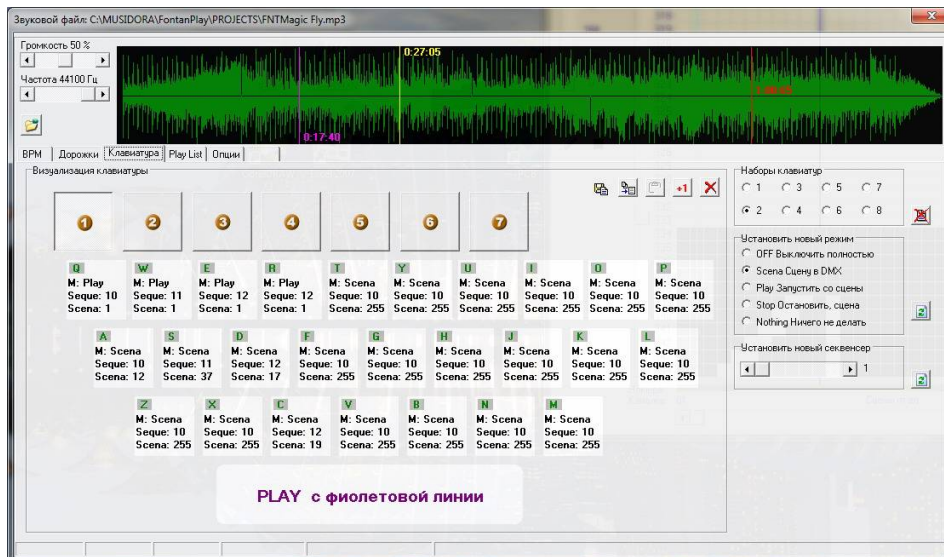 Звуковой файл: C:\MUSIDORA\FontanPlay\PROJECTS\FNTMagic Fly.mp3
Громкость 50 %
Частота 44100 Гц
0:27:05
0:17:40
BPM Дорожки Клавиатура Play List Опции
Визуализация клавиатуры
+1
1 2 3 4 5 6 7
Q W E R T Y U I O P
M: Play M: Play M: Play M: Play M: Scena M: Scena M: Scena M: Scena M: Scena M: Scena
Seque: 10 Seque: 11 Seque: 12 Seque: 12 Seque: 10 Seque: 10 Seque: 10 Seque: 10 Seque: 10 Seque: 10
Scena: 1 Scena: 1 Scena: 1 Scena: 1 Scena: 255 Scena: 255 Scena: 255 Scena: 255 Scena: 255 Scena: 255
A S D F G H J K L
M: Scena M: Scena M: Scena M: Scena M: Scena M: Scena M: Scena M: Scena M: Scena
Seque: 10 Seque: 11 Seque: 12 Seque: 10 Seque: 10 Seque: 10 Seque: 10 Seque: 10 Seque: 10
Scena: 12 Scena: 37 Scena: 17 Scena: 255 Scena: 255 Scena: 255 Scena: 255 Scena: 255 Scena: 255
Z X C V B N M
M: Scena M: Scena M: Scena M: Scena M: Scena M: Scena M: Scena
Seque: 10 Seque: 10 Seque: 12 Seque: 10 Seque: 10 Seque: 10 Seque: 10
Scena: 255 Scena: 255 Scena: 19 Scena: 255 Scena: 255 Scena: 255 Scena: 255
PLAY с фиолетовой линии
Наборы клавиатур
1 3 5 7
2 4 6 8
Установить новый режим
OFF Выключить полностью
Scena Сцену в DMX
Play Запустить со сцены
Stop Остановить, сцена
Nothing Ничего не делать
Установить новый секвенсер
1